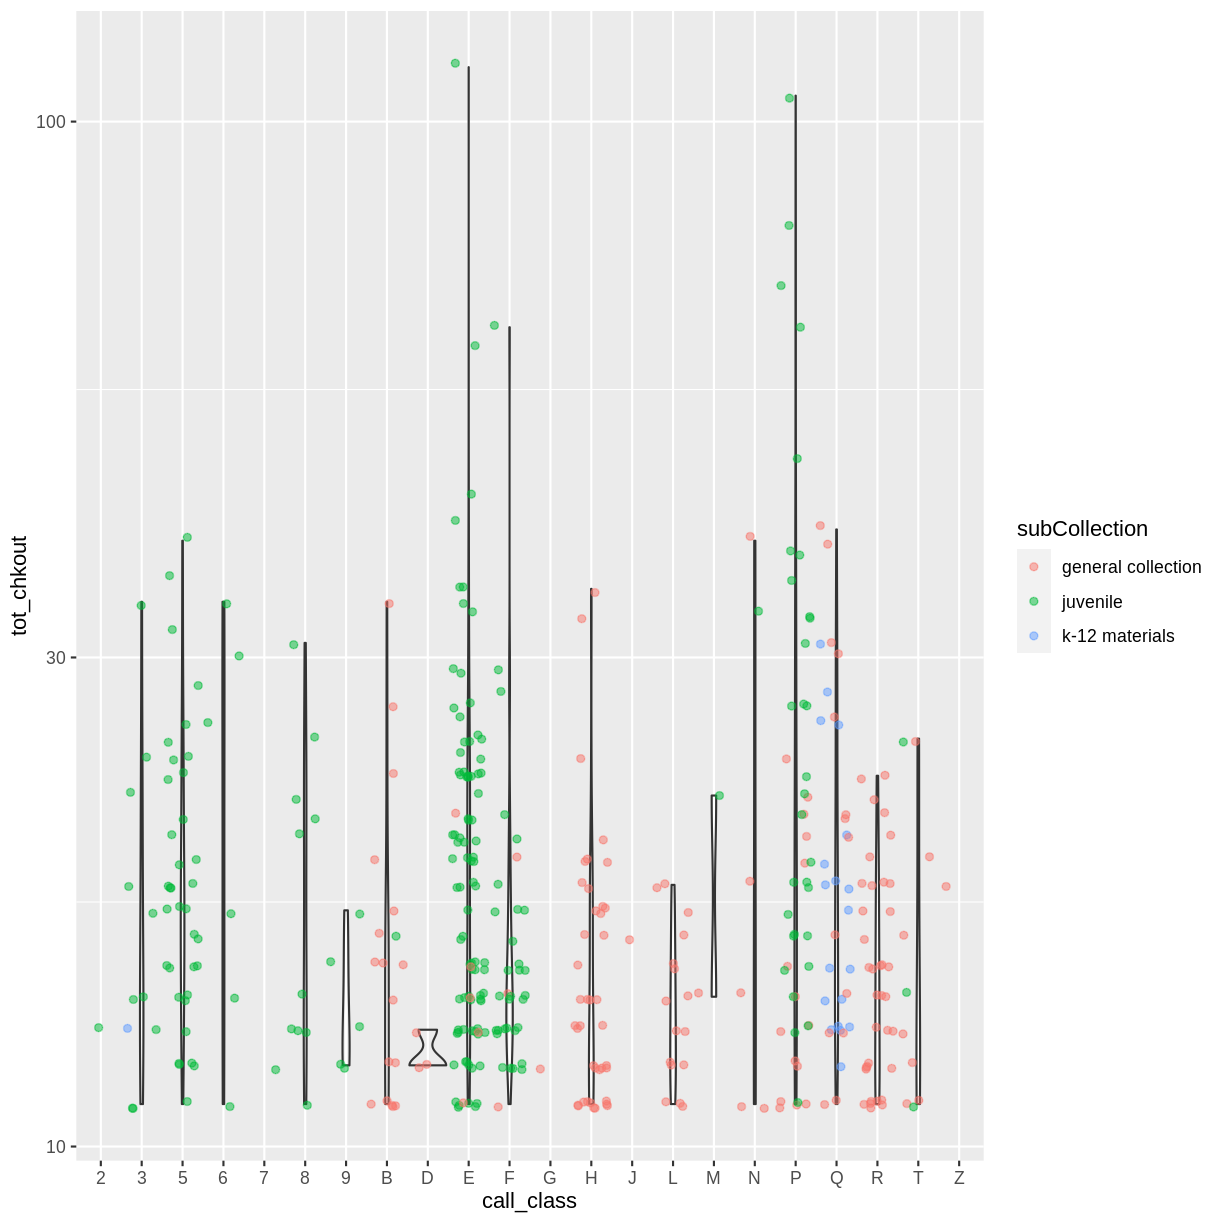 100
30
10
tot_chkout
2 3 5 6 7 8 9 B D E F G H J L M N P Q R T Z
call_class
subCollection
general collection
juvenile
k-12 materials